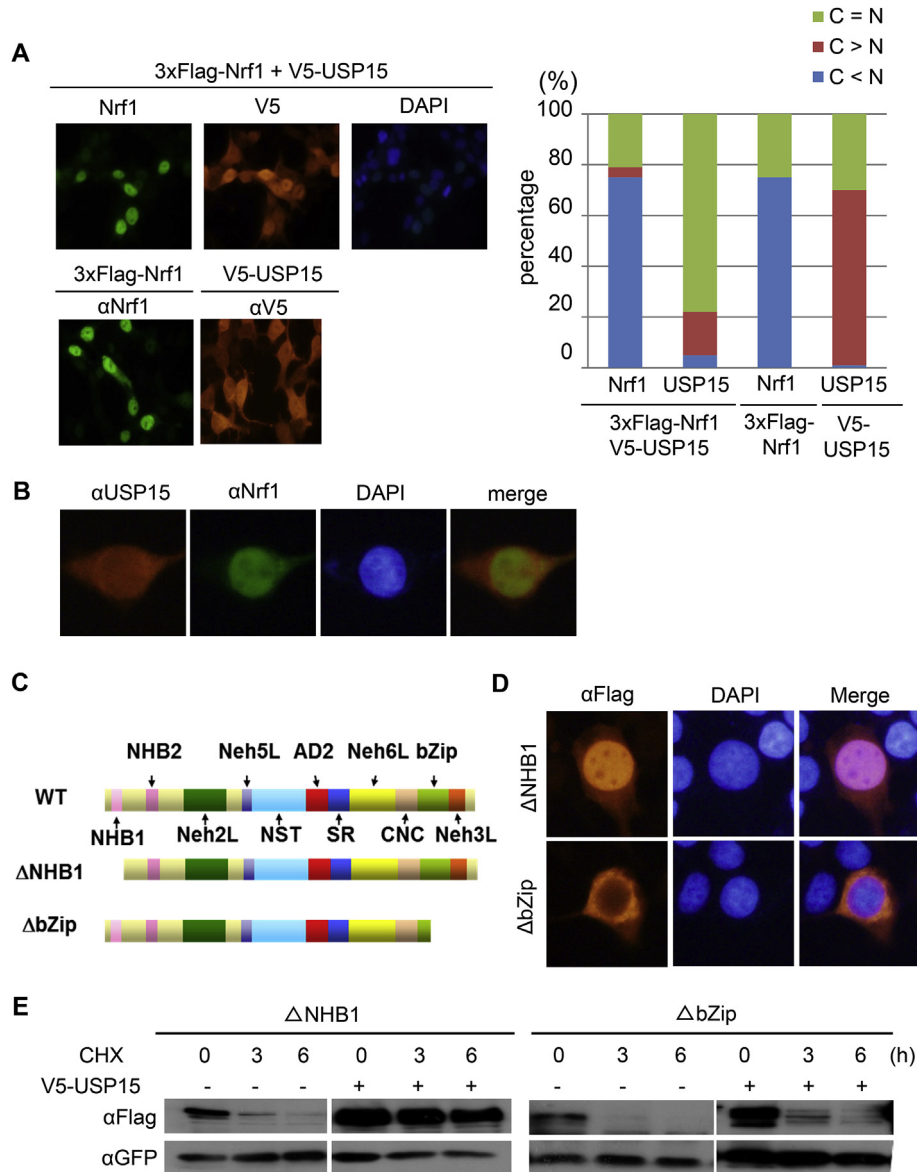 A
3xFlag-Nrf1 + V5-USP15
Nrf1 V5 DAPI
3xFlag-Nrf1 V5-USP15
αNrf1 αV5
C = N
C > N
C < N
(%)
100
80
60
40
20
0
percentage
Nrf1 USP15 Nrf1 USP15
3xFlag-Nrf1 3xFlag- V5-
V5-USP15 Nrf1 USP15
B
αUSP15 αNrf1 DAPI merge
C
NHB2 Neh5L AD2 Neh6L bZip
WT
NHB1 Neh2L NST SR CNC Neh3L
ΔNHB1
ΔbZip
D
αFlag DAPI Merge
ΔNHB1
ΔbZip
E
△NHB1 △bZip
CHX 0 3 6 0 3 6 0 3 6 0 3 6 (h)
V5-USP15 - - - + + + - - - + + +
αFlag
αGFP